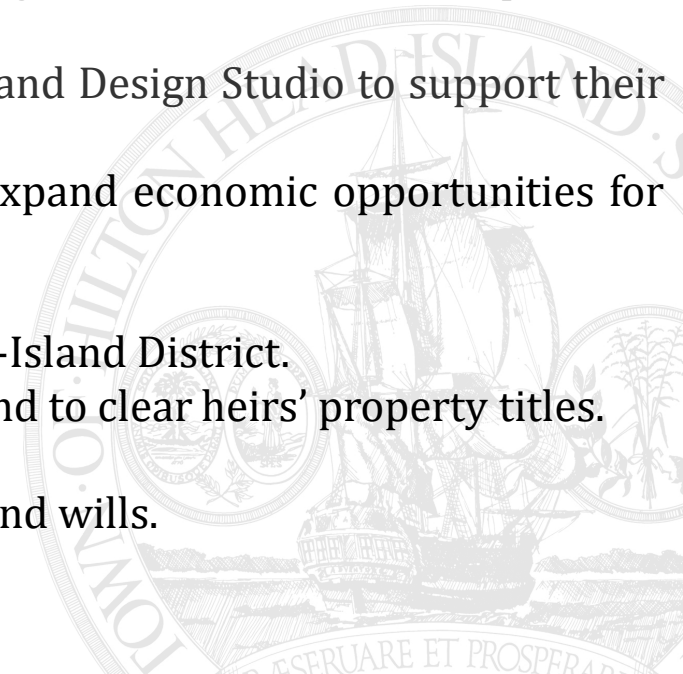 and Design Studio to support their
xpand economic opportunities for
-Island District.
nd to clear heirs’ property titles.
nd wills.
TOWN OF HILTON HEAD ISLAND · S
ÆSERUARE ET PROSPERA